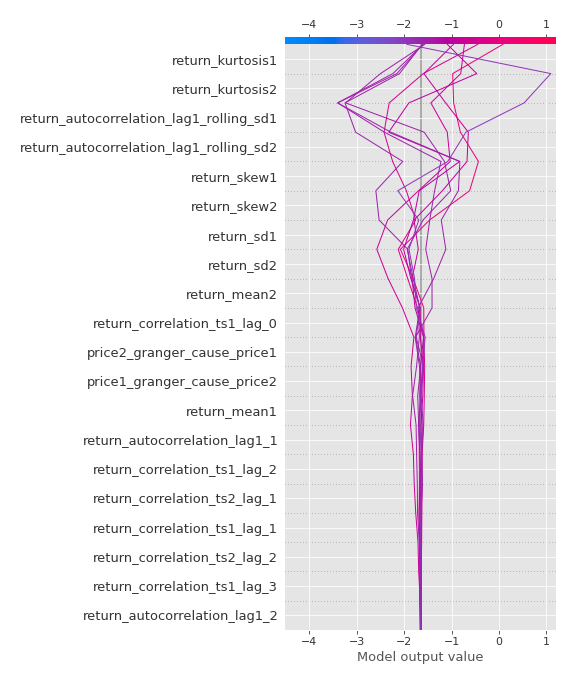 −4 −3 −2 −1 0 1
return_kurtosis1
return_kurtosis2
return_autocorrelation_lag1_rolling_sd1
return_autocorrelation_lag1_rolling_sd2
return_skew1
return_skew2
return_sd1
return_sd2
return_mean2
return_correlation_ts1_lag_0
price2_granger_cause_price1
price1_granger_cause_price2
return_mean1
return_autocorrelation_lag1_1
return_correlation_ts1_lag_2
return_correlation_ts2_lag_1
return_correlation_ts1_lag_1
return_correlation_ts2_lag_2
return_correlation_ts1_lag_3
return_autocorrelation_lag1_2
−4 −3 −2 −1 0 1
Model output value